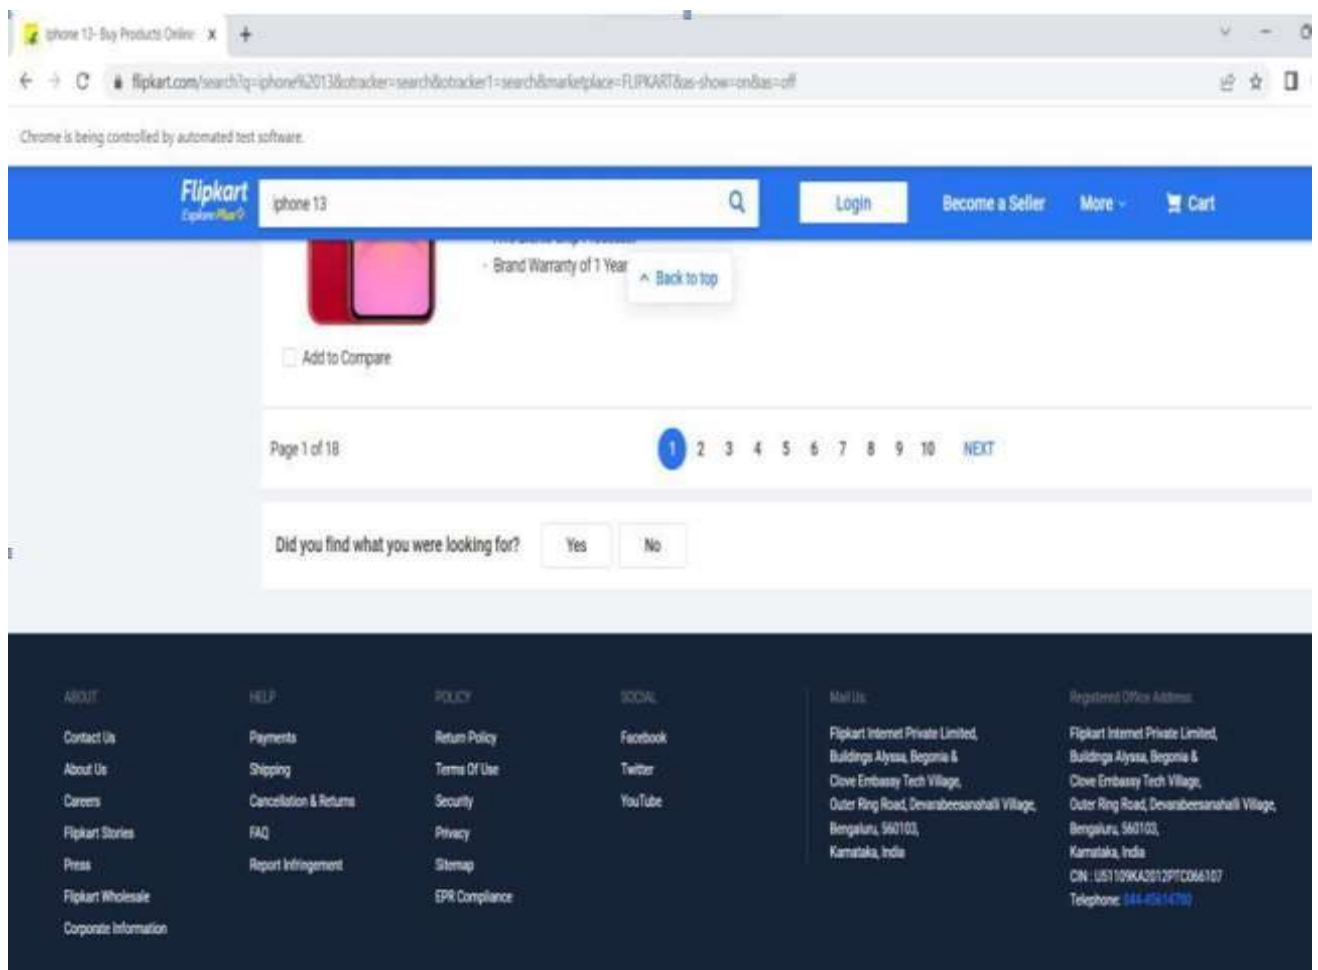 iphone 13- Buy Products Online
flipkart.com/search?q=iphone%2013&otracker=search&otracker1=search&marketplace=FLIPKART&as-show=on&as=off
Chrome is being controlled by automated test software.
Flipkart
Explore Plus
iphone 13
Login
Become a Seller
More
Cart
- Brand Warranty of 1 Year
Back to top
Add to Compare
Page 1 of 18
1 2 3 4 5 6 7 8 9 10 NEXT
Did you find what you were looking for? Yes No
ABOUT
Contact Us
About Us
Careers
Flipkart Stories
Press
Flipkart Wholesale
Corporate Information
HELP
Payments
Shipping
Cancellation & Returns
FAQ
Report Infringement
POLICY
Return Policy
Terms Of Use
Security
Privacy
Sitemap
EPR Compliance
SOCIAL
Facebook
Twitter
YouTube
Mail Us:
Flipkart Internet Private Limited,
Buildings Alyssa, Begonia &
Clove Embassy Tech Village,
Outer Ring Road, Devarabeesanahalli Village,
Bengaluru, 560103,
Karnataka, India
Registered Office Address:
Flipkart Internet Private Limited,
Buildings Alyssa, Begonia &
Clove Embassy Tech Village,
Outer Ring Road, Devarabeesanahalli Village,
Bengaluru, 560103,
Karnataka, India
CIN : U51109KA2012PTC066107
Telephone: 044-45614700